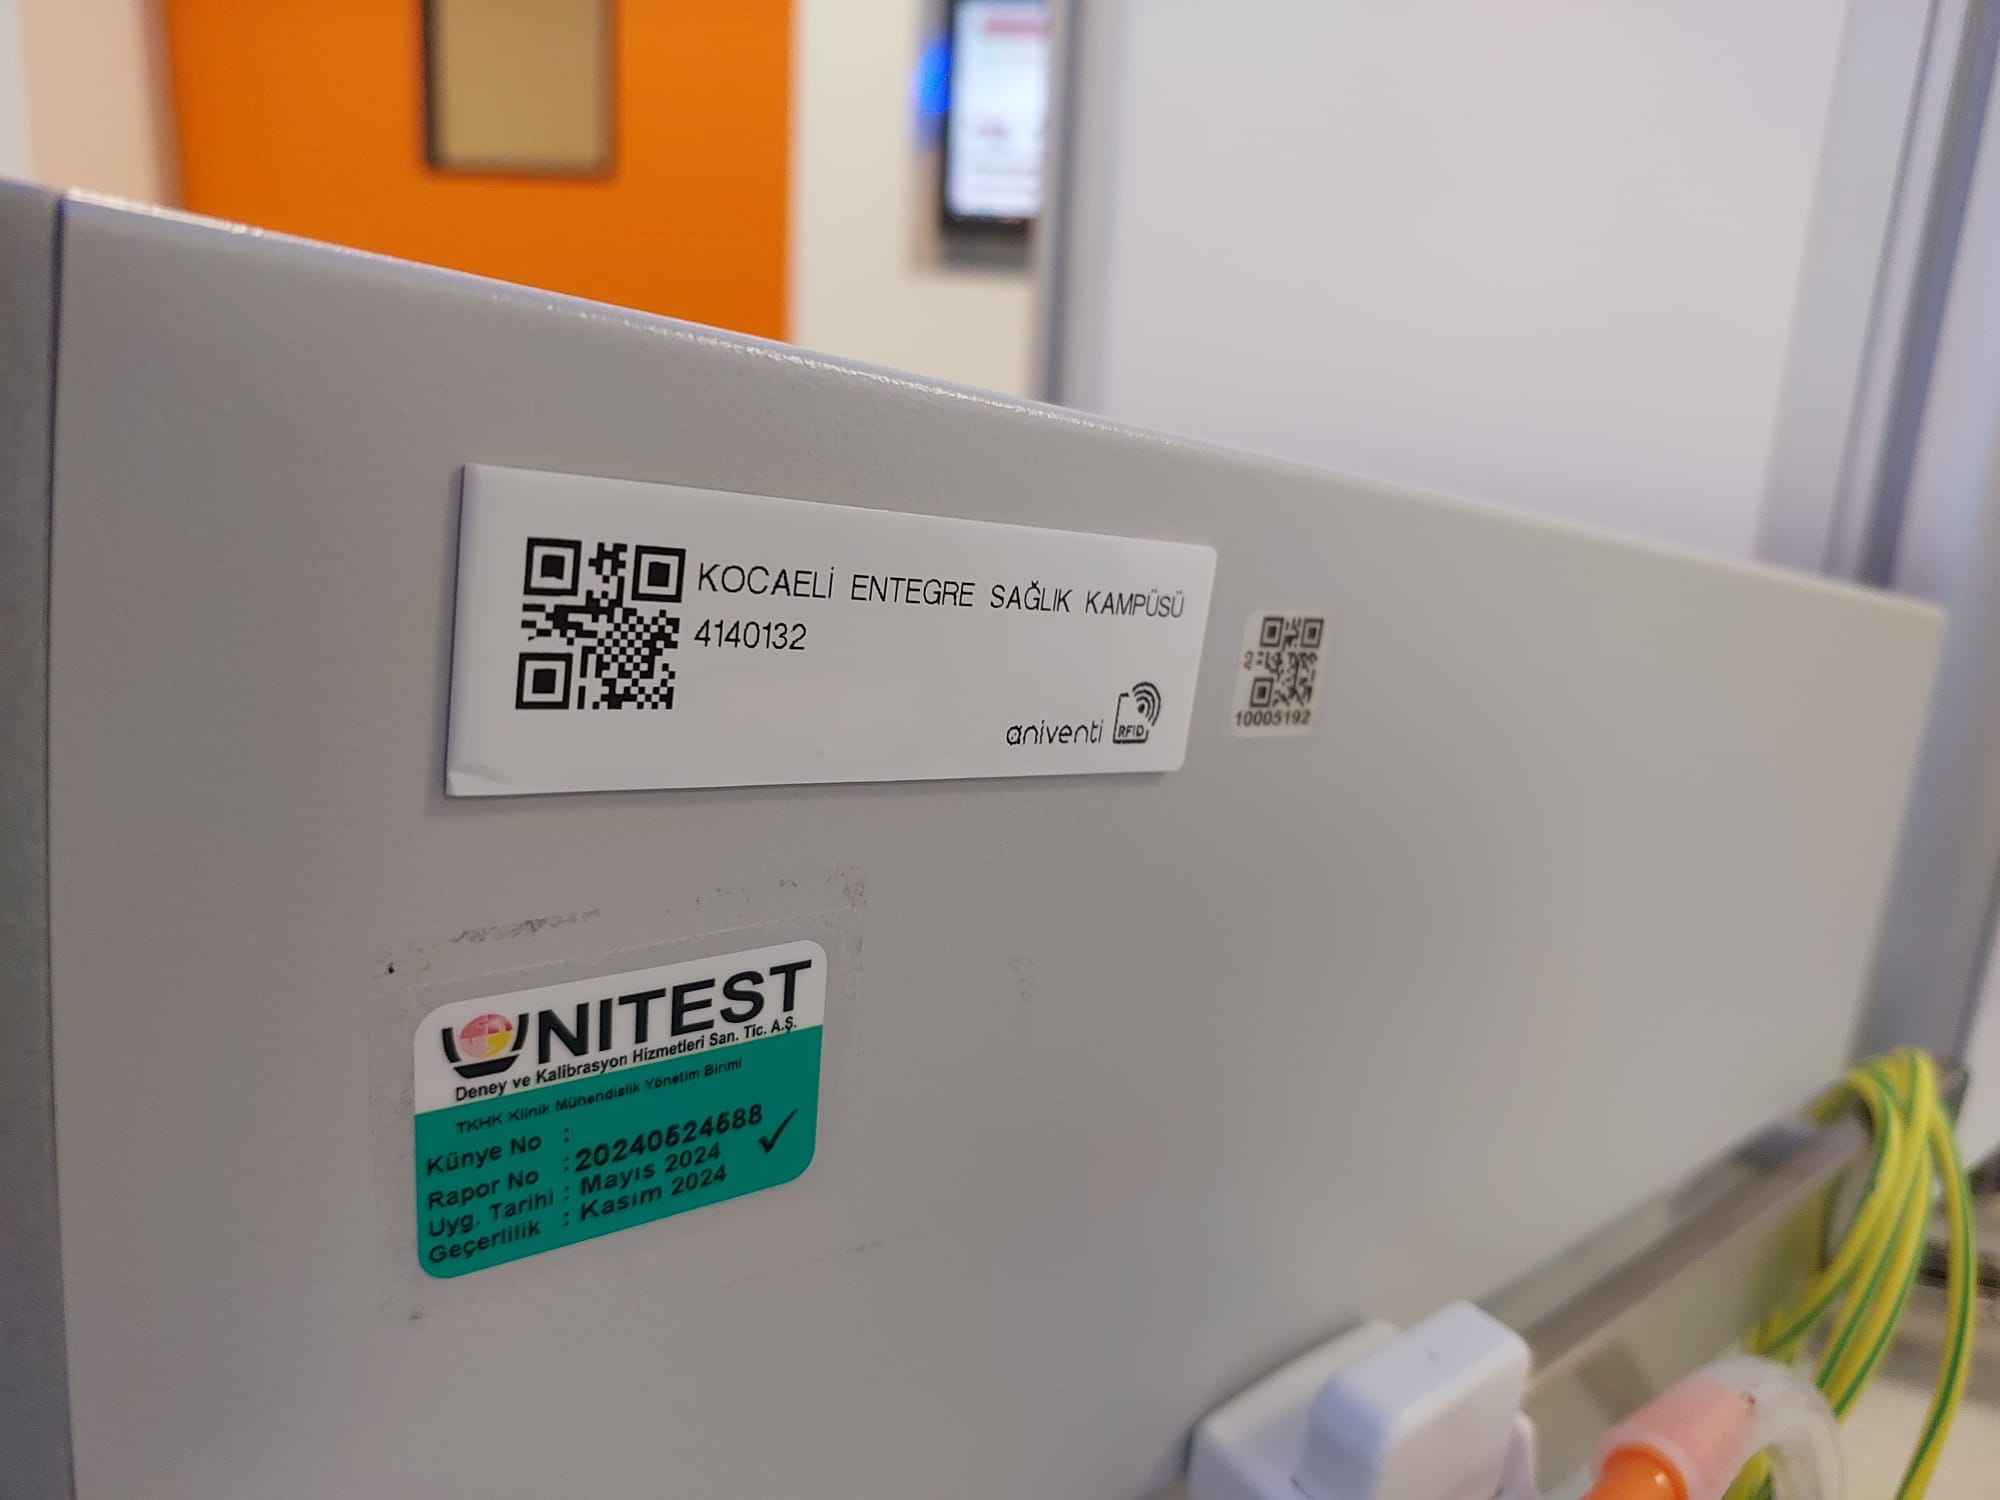 KOCAELİ ENTEGRE SAĞLIK KAMPÜSÜ
4140132
aniventi
RFID
10005192
UNITEST
Deney ve Kalibrasyon Hizmetleri San. Tic. A.Ş.
TKHK Klinik Mühendislik Yönetim Birimi
Künye No :
Rapor No : 20240524588
Uyg. Tarihi : Mayıs 2024
Geçerlilik : Kasım 2024